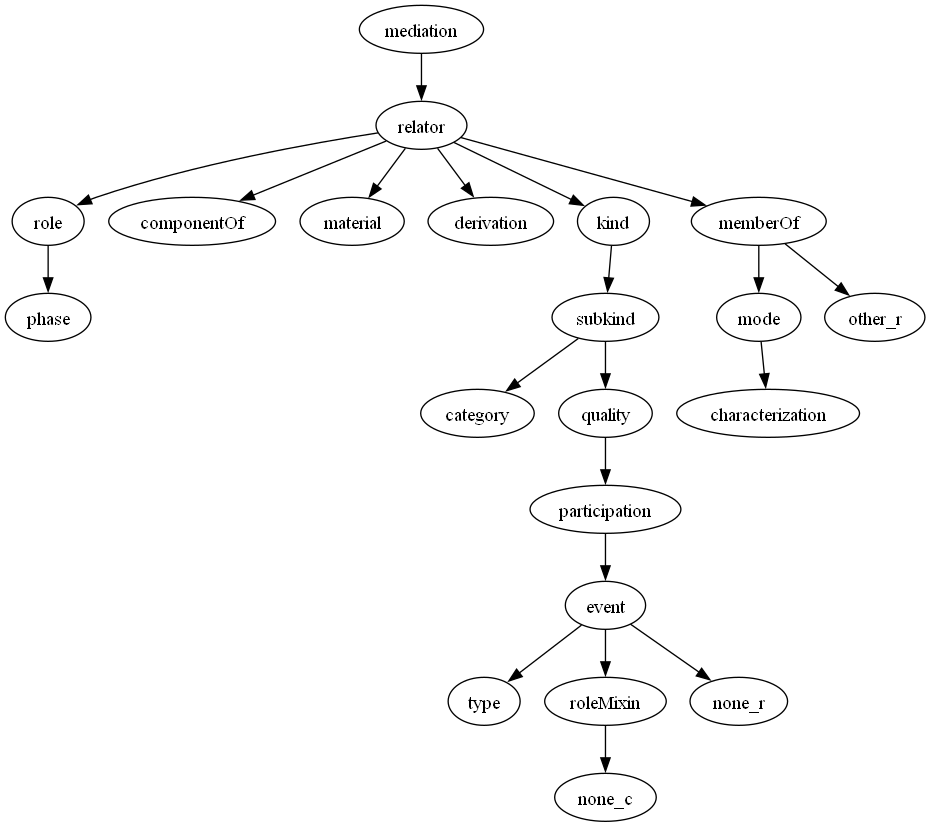 mediation
relator
role
componentOf
material
derivation
kind
memberOf
phase
subkind
mode
other_r
category
quality
characterization
participation
event
type
roleMixin
none_r
none_c